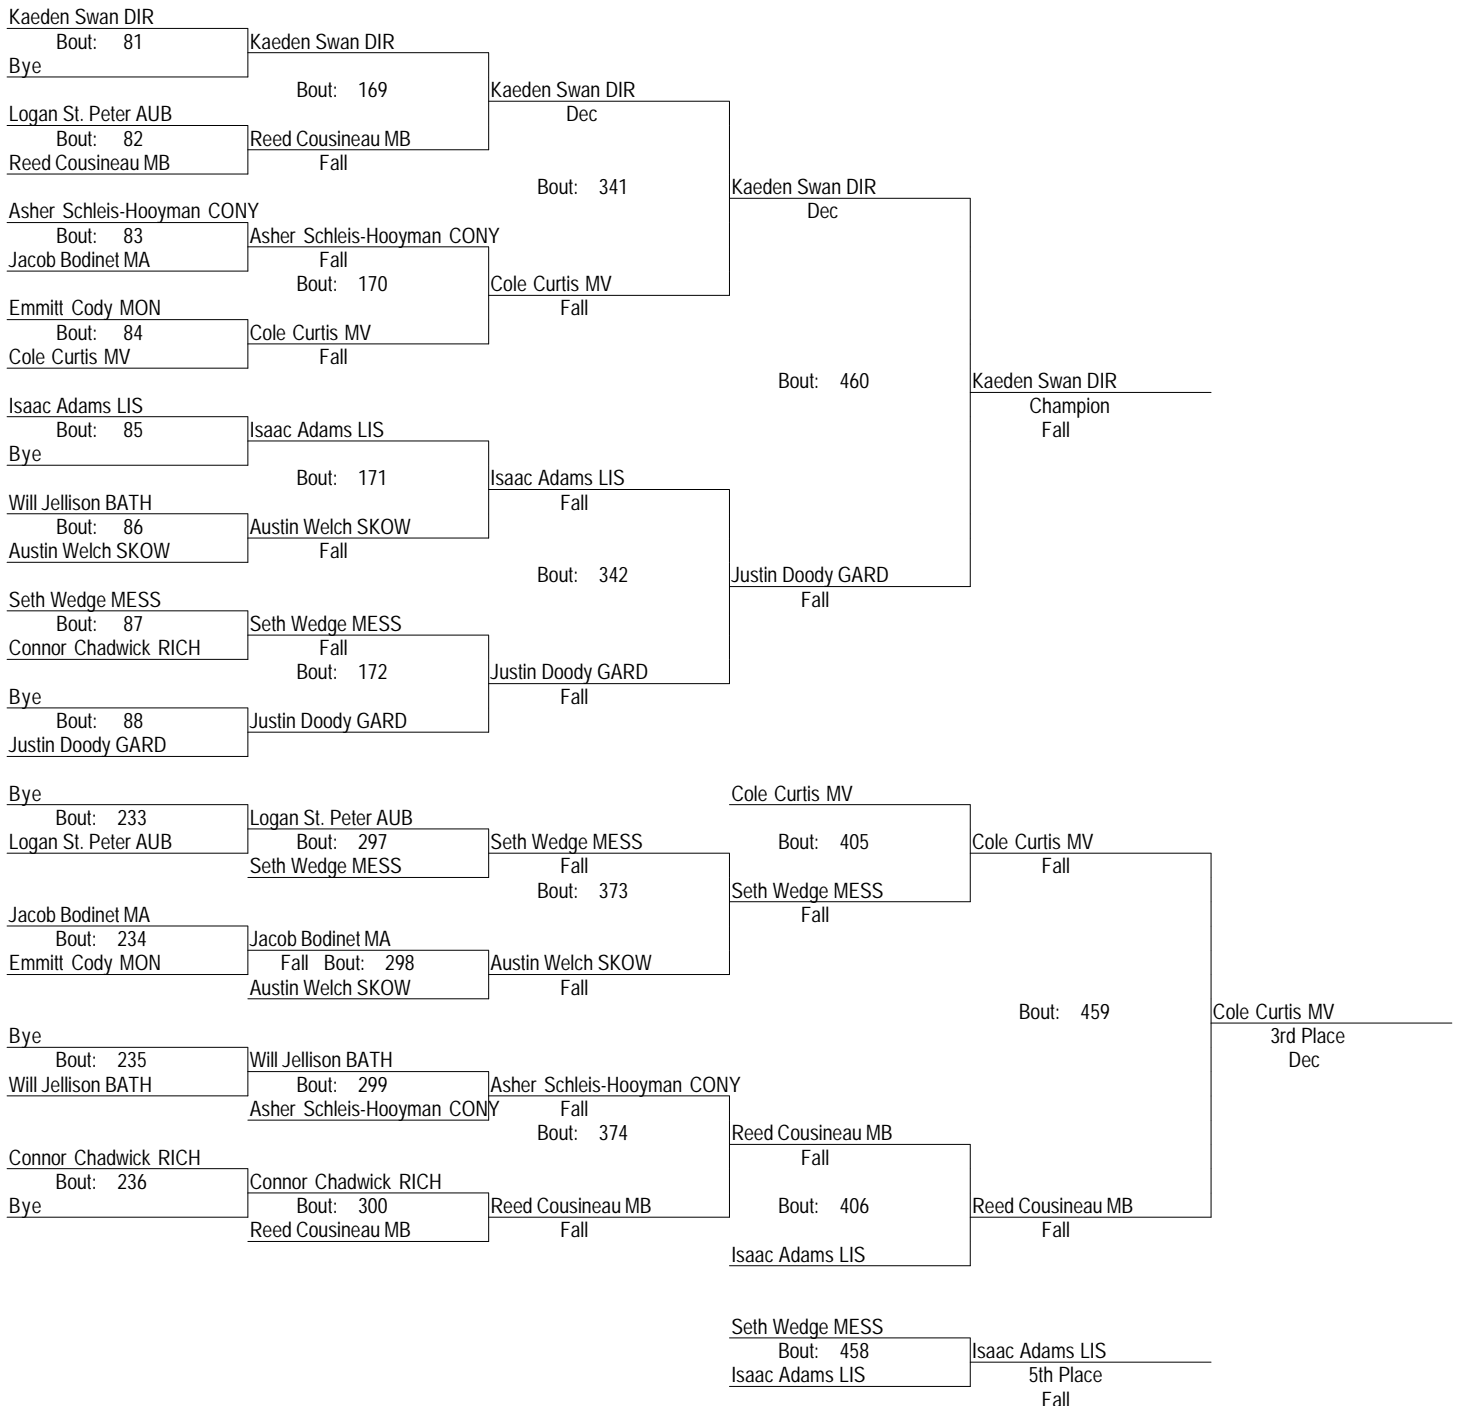 Kaeden Swan DIR
Bout: 81 Kaeden Swan DIR
Bye
Bout: 169 Kaeden Swan DIR
Logan St. Peter AUB Dec
Bout: 82 Reed Cousineau MB
Reed Cousineau MB Fall
Bout: 341 Kaeden Swan DIR
Asher Schleis-Hooyman CONY Dec
Bout: 83 Asher Schleis-Hooyman CONY
Jacob Bodinet MA Fall
Bout: 170 Cole Curtis MV
Emmitt Cody MON Fall
Bout: 84 Cole Curtis MV
Cole Curtis MV Fall
Bout: 460 Kaeden Swan DIR
Isaac Adams LIS Champion
Bout: 85 Isaac Adams LIS Fall
Bye
Bout: 171 Isaac Adams LIS
Will Jellison BATH Fall
Bout: 86 Austin Welch SKOW
Austin Welch SKOW Fall
Bout: 342 Justin Doody GARD
Seth Wedge MESS Fall
Bout: 87 Seth Wedge MESS
Connor Chadwick RICH Fall
Bout: 172 Justin Doody GARD
Bye Fall
Bout: 88 Justin Doody GARD
Justin Doody GARD
Bye Cole Curtis MV
Bout: 233 Logan St. Peter AUB
Logan St. Peter AUB Bout: 297 Seth Wedge MESS Bout: 405 Cole Curtis MV
Seth Wedge MESS Fall Fall
Bout: 373 Seth Wedge MESS
Jacob Bodinet MA Fall
Bout: 234 Jacob Bodinet MA
Emmitt Cody MON Fall Bout: 298 Austin Welch SKOW
Austin Welch SKOW Fall
Bout: 459 Cole Curtis MV
Bye 3rd Place
Bout: 235 Will Jellison BATH Dec
Will Jellison BATH Bout: 299 Asher Schleis-Hooyman CONY
Asher Schleis-Hooyman CONY Fall
Bout: 374 Reed Cousineau MB
Connor Chadwick RICH Fall
Bout: 236 Connor Chadwick RICH
Bye Bout: 300 Reed Cousineau MB Bout: 406 Reed Cousineau MB
Reed Cousineau MB Fall Fall
Isaac Adams LIS
Seth Wedge MESS
Bout: 458 Isaac Adams LIS
Isaac Adams LIS 5th Place
Fall